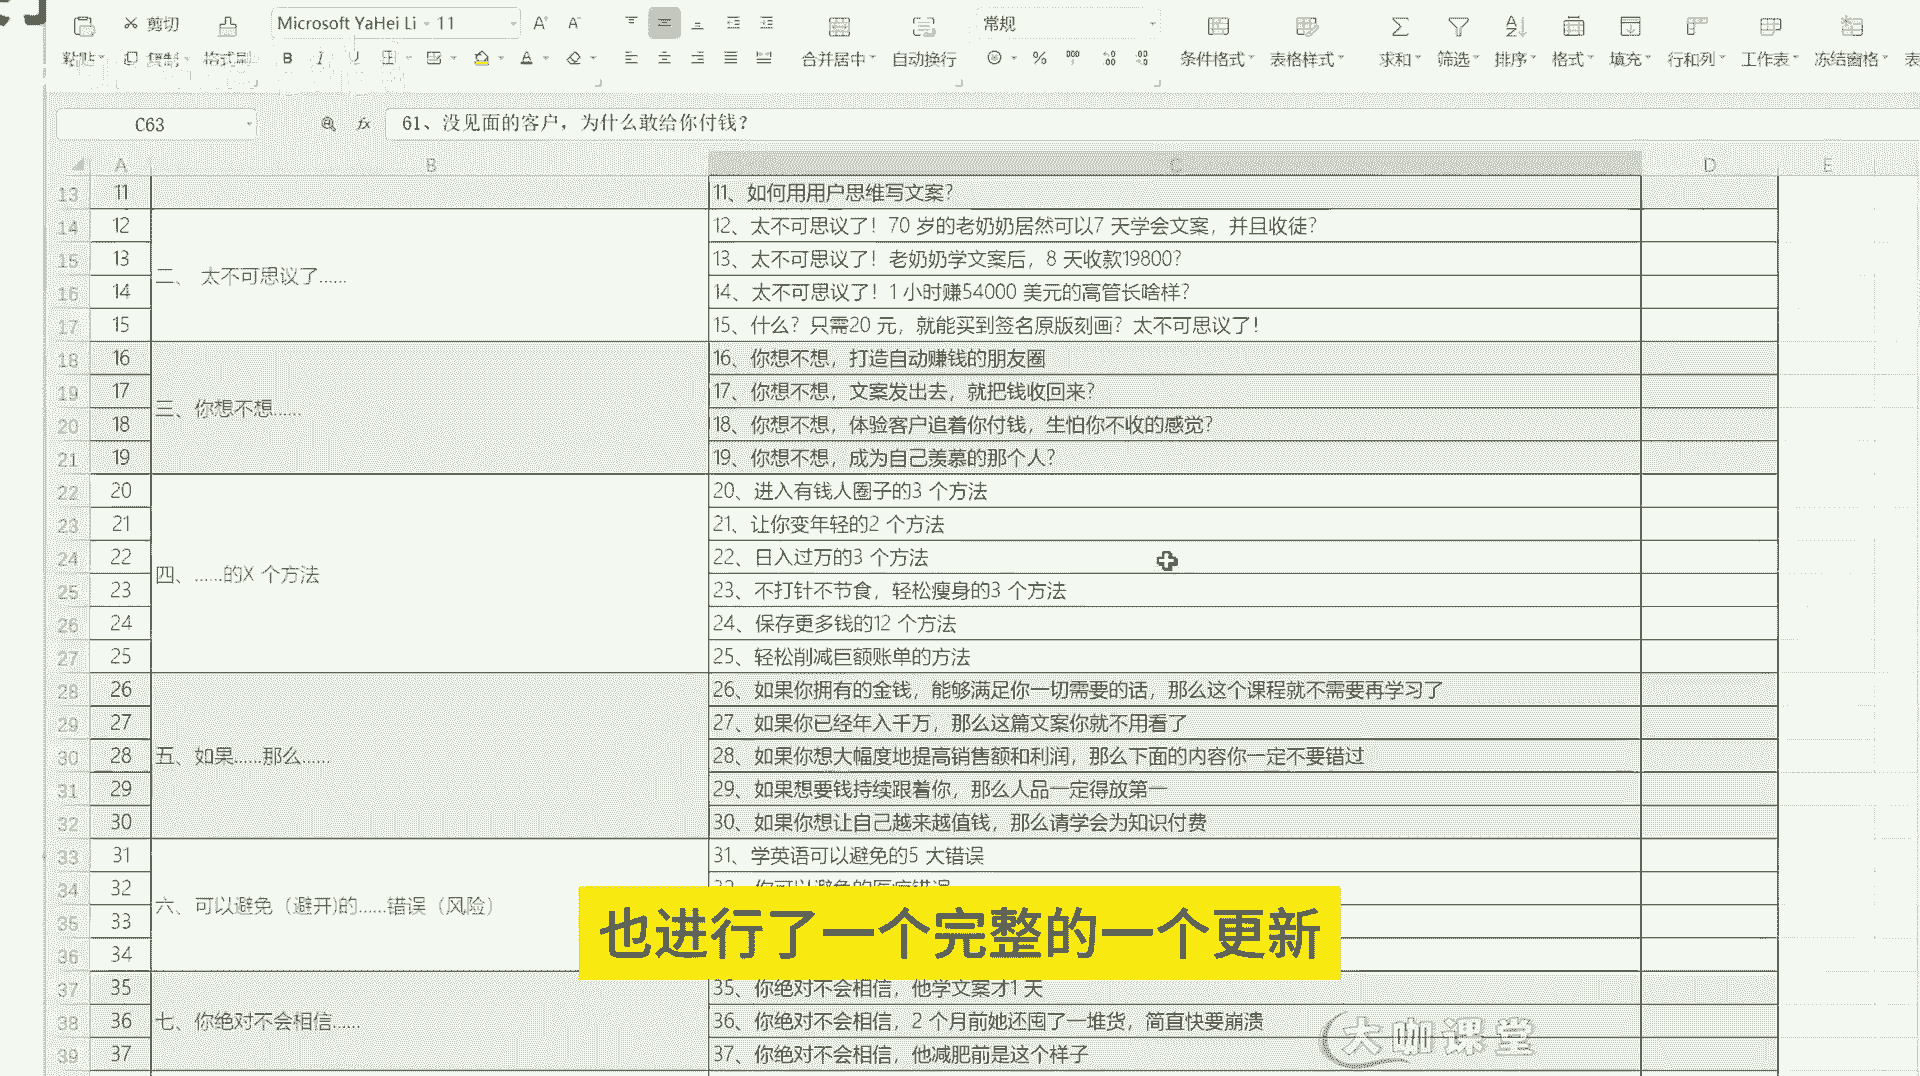 剪切
Microsoft YaHei Li
11
A+
A-
常规
粘贴
复制
格式刷
B
I
U
A
合并居中
自动换行
%
000
条件格式
表格样式
求和
筛选
排序
格式
填充
行和列
工作表
冻结窗格
表
C63
fx
61、没见面的客户，为什么敢给你付钱？
A
B
C
D
E
13
11
11、如何用用户思维写文案？
14
12
12、太不可思议了！70 岁的老奶奶居然可以7 天学会文案，并且收徒？
15
13
13、太不可思议了！老奶奶学文案后，8 天收款19800？
二、 太不可思议了......
16
14
14、太不可思议了！1 小时赚54000 美元的高管长啥样？
17
15
15、什么？只需20 元，就能买到签名原版刻画？太不可思议了！
18
16
16、你想不想，打造自动赚钱的朋友圈
19
17
17、你想不想，文案发出去，就把钱收回来？
三、你想不想......
20
18
18、你想不想，体验客户追着你付钱，生怕你不收的感觉？
21
19
19、你想不想，成为自己羡慕的那个人？
22
20
20、进入有钱人圈子的3 个方法
23
21
21、让你变年轻的2 个方法
24
22
22、日入过万的3 个方法
四、......的X 个方法
25
23
23、不打针不节食，轻松瘦身的3 个方法
26
24
24、保存更多钱的12 个方法
27
25
25、轻松削减巨额账单的方法
28
26
26、如果你拥有的金钱，能够满足你一切需要的话，那么这个课程就不需要再学习了
29
27
27、如果你已经年入千万，那么这篇文案你就不用看了
30
28
五、如果......那么......
28、如果你想大幅度地提高销售额和利润，那么下面的内容你一定不要错过
31
29
29、如果想要钱持续跟着你，那么人品一定得放第一
32
30
30、如果你想让自己越来越值钱，那么请学会为知识付费
33
31
31、学英语可以避免的5 大错误
34
32
32、你可以避免的医疗错误
六、可以避免（避开)的......错误（风险）
35
33
36
34
也进行了一个完整的一个更新
37
35
35、你绝对不会相信，他学文案才1 天
38
36
七、你绝对不会相信......
36、你绝对不会相信，2 个月前她还囤了一堆货，简直快要崩溃
39
37
37、你绝对不会相信，他减肥前是这个样子
大咖课堂